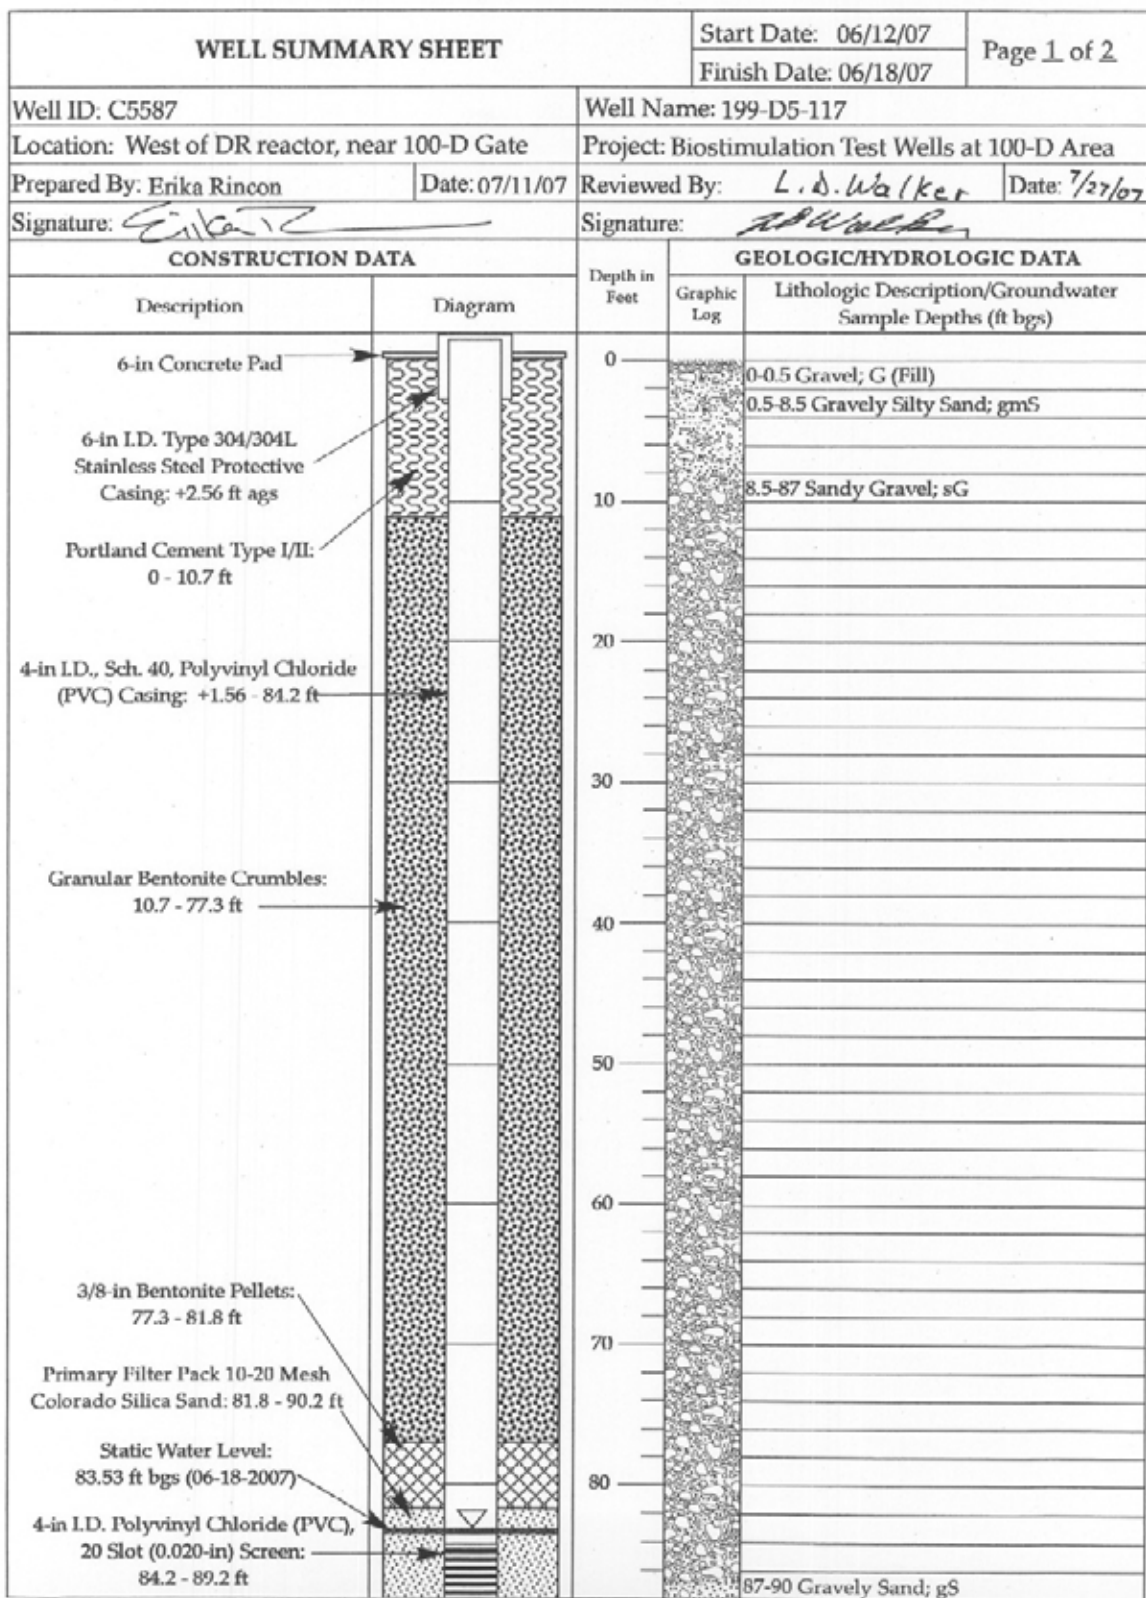 WELL SUMMARY SHEET
Start Date: 06/12/07
Finish Date: 06/18/07
Page 1 of 2
Well ID: C5587
Well Name: 199-D5-117
Location: West of DR reactor, near 100-D Gate
Project: Biostimulation Test Wells at 100-D Area
Prepared By: Erika Rincon
Date: 07/11/07
Reviewed By: L.D. Walker
Date: 7/27/07
Signature: Erika R
Signature: LD Walker
CONSTRUCTION DATA
Description
Diagram
Depth in
Feet
GEOLOGIC/HYDROLOGIC DATA
Graphic
Log
Lithologic Description/Groundwater
Sample Depths (ft bgs)
6-in Concrete Pad
6-in I.D. Type 304/304L
Stainless Steel Protective
Casing: +2.56 ft ags
Portland Cement Type I/II:
0 - 10.7 ft
4-in I.D., Sch. 40, Polyvinyl Chloride
(PVC) Casing: +1.56 - 84.2 ft
Granular Bentonite Crumbles:
10.7 - 77.3 ft
3/8-in Bentonite Pellets:
77.3 - 81.8 ft
Primary Filter Pack 10-20 Mesh
Colorado Silica Sand: 81.8 - 90.2 ft
Static Water Level:
83.53 ft bgs (06-18-2007)
4-in I.D. Polyvinyl Chloride (PVC),
20 Slot (0.020-in) Screen:
84.2 - 89.2 ft
0
10
20
30
40
50
60
70
80
0-0.5 Gravel; G (Fill)
0.5-8.5 Gravely Silty Sand; gmS
8.5-87 Sandy Gravel; sG
87-90 Gravely Sand; gS